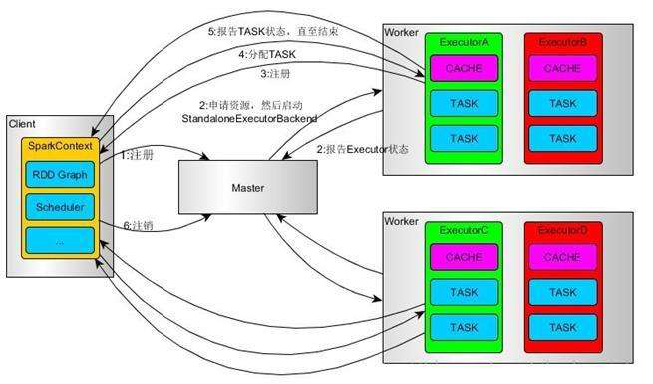 5:报告TASK状态，直至结束
4:分配TASK
3:注册
2:申请资源，然后启动
StandaloneExecutorBackend
2:报告Executor状态
Client
SparkContext
RDD Graph
Scheduler
...
1:注册
6:注销
Master
Worker
ExecutorA
CACHE
TASK
TASK
ExecutorB
CACHE
TASK
TASK
Worker
ExecutorC
CACHE
TASK
TASK
ExecutorD
CACHE
TASK
TASK